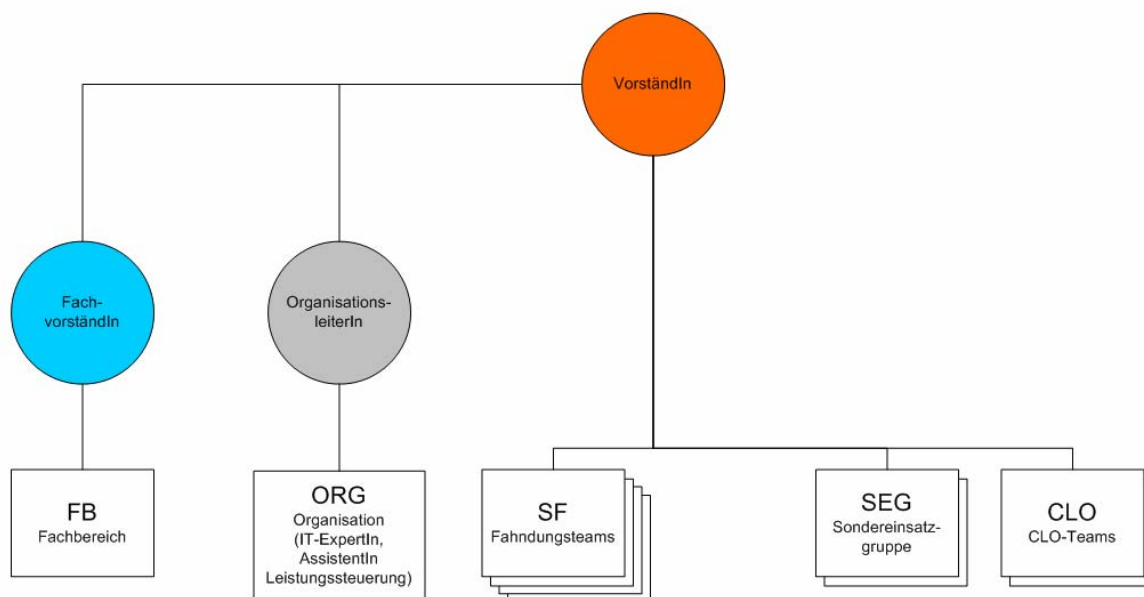 VorständIn
Fach-
vorständIn
Organisations-
leiterIn
FB
Fachbereich
ORG
Organisation
(IT-ExpertIn,
AssistentIn
Leistungssteuerung)
SF
Fahndungsteams
SEG
Sondereinsatz-
gruppe
CLO
CLO-Teams